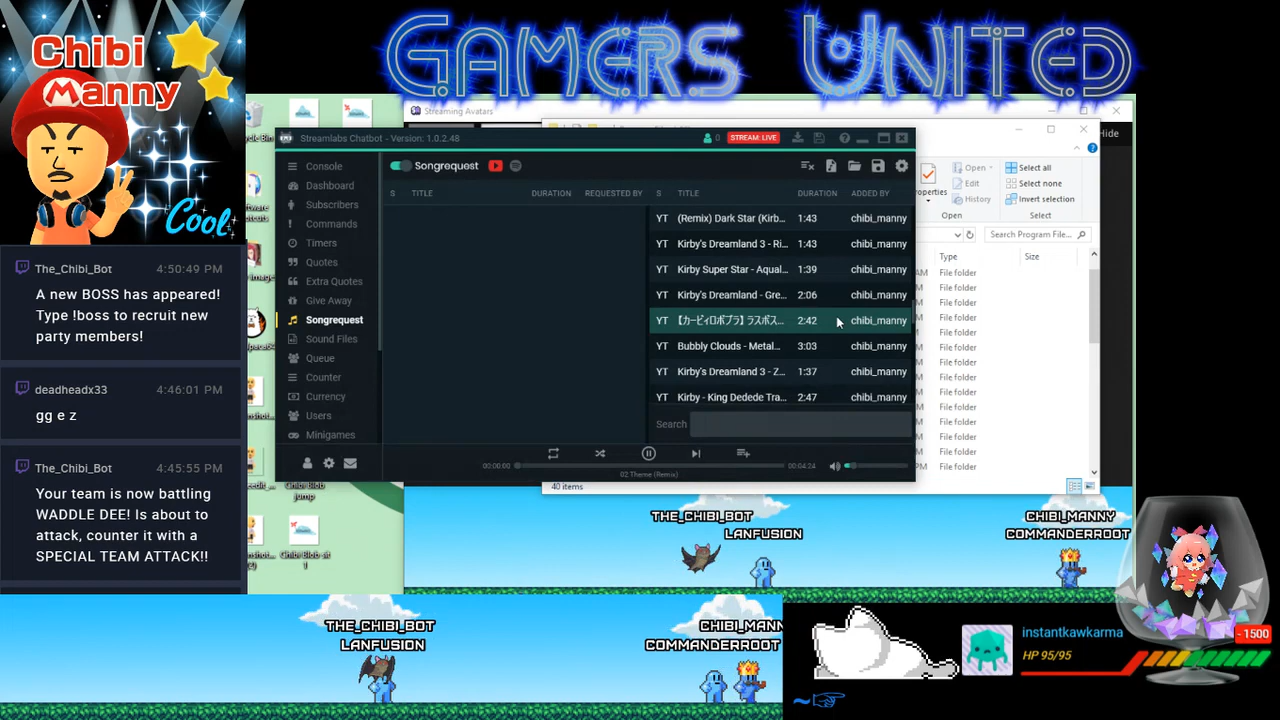 GAMERS UNITED
Chibi
Manny
Cool
The_Chibi_Bot 4:50:49 PM
A new BOSS has appeared!
Type !boss to recruit new
party members!
deadheadx33 4:46:01 PM
gg e z
The_Chibi_Bot 4:45:55 PM
Your team is now battling
WADDLE DEE! Is about to
attack, counter it with a
SPECIAL TEAM ATTACK!!
Streaming Avatars
Hide
Streamlabs Chatbot - Version: 1.0.2.48
0
STREAM: LIVE
Console
Dashboard
Subscribers
Commands
Timers
Quotes
Extra Quotes
Give Away
Songrequest
Sound Files
Queue
Counter
Currency
Users
Minigames
Songrequest
S TITLE DURATION REQUESTED BY
S TITLE DURATION ADDED BY
YT (Remix) Dark Star (Kirb... 1:43 chibi_manny
YT Kirby's Dreamland 3 - Ri... 1:43 chibi_manny
YT Kirby Super Star - Aqual... 1:39 chibi_manny
YT Kirby's Dreamland - Gre... 2:06 chibi_manny
YT 【カービィロボプラ】ラスボス... 2:42 chibi_manny
YT Bubbly Clouds - Metal... 3:03 chibi_manny
YT Kirby's Dreamland 3 - Z... 1:37 chibi_manny
YT Kirby - King Dedede Tra... 2:47 chibi_manny
Search
00:00:00
00:04:24
02 Theme (Remix)
Open
Edit
History
Open
Select all
Select none
Invert selection
Select
Search Program File...
Type Size
File folder
File folder
File folder
File folder
File folder
File folder
File folder
File folder
File folder
File folder
File folder
File folder
File folder
File folder
40 items
Chibi Blob
jump
Chibi Blob-sit
1
THE_CHIBI_BOT
LANFUSION
CHIBI_MANNY
COMMANDERROOT
THE_CHIBI_BOT
LANFUSION
CHIBI_MANN
COMMANDERROOT
instantkawkarma
HP 95/95
- 1500